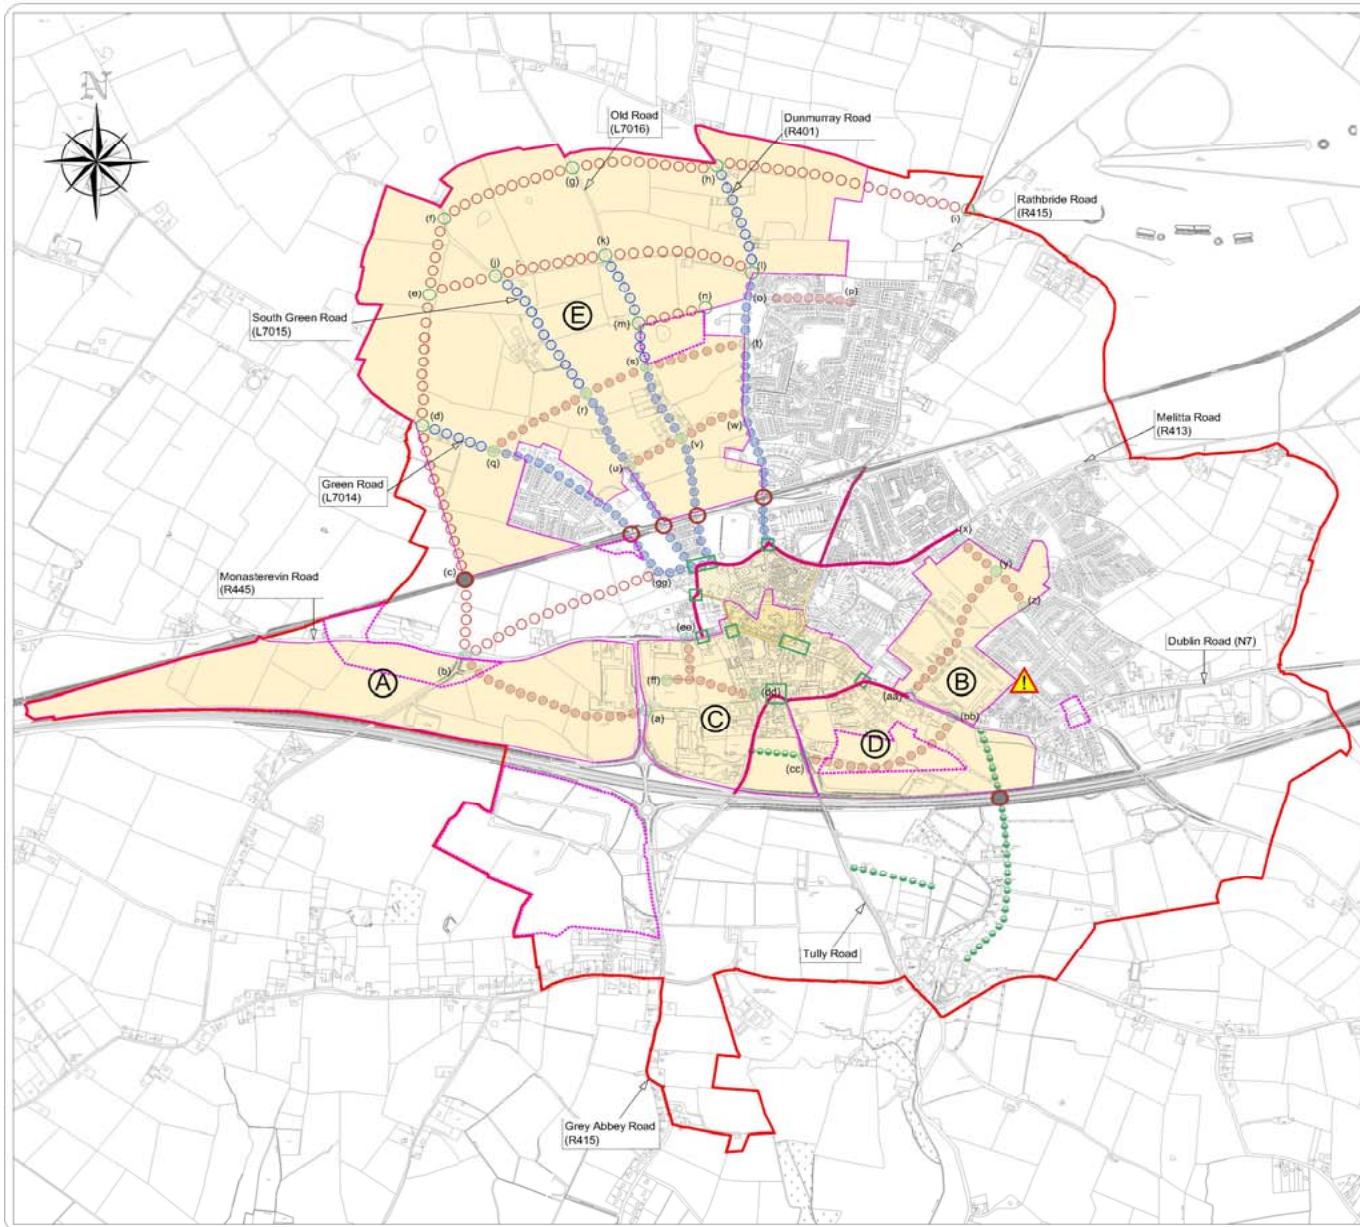 N
Old Road
(L7016)
Dunmurray Road
(R401)
Rathbride Road
(R415)
(g)
(h)
(f)
(i)
(k)
(j)
(l)
(e)
(o)
(p)
(n)
South Green Road
(L7015)
E
(m)
(t)
(s)
(r)
Melitta Road
(R413)
(d)
(w)
(v)
(q)
(u)
Green Road
(L7014)
(x)
(y)
(c)
(gg)
Monasterevin Road
(R445)
(z)
(ee)
Dublin Road (N7)
(b)
A
(ff)
B
!
(dd)
(aa)
(a)
C
(bb)
D
(cc)
Tully Road
Grey Abbey Road
(R415)